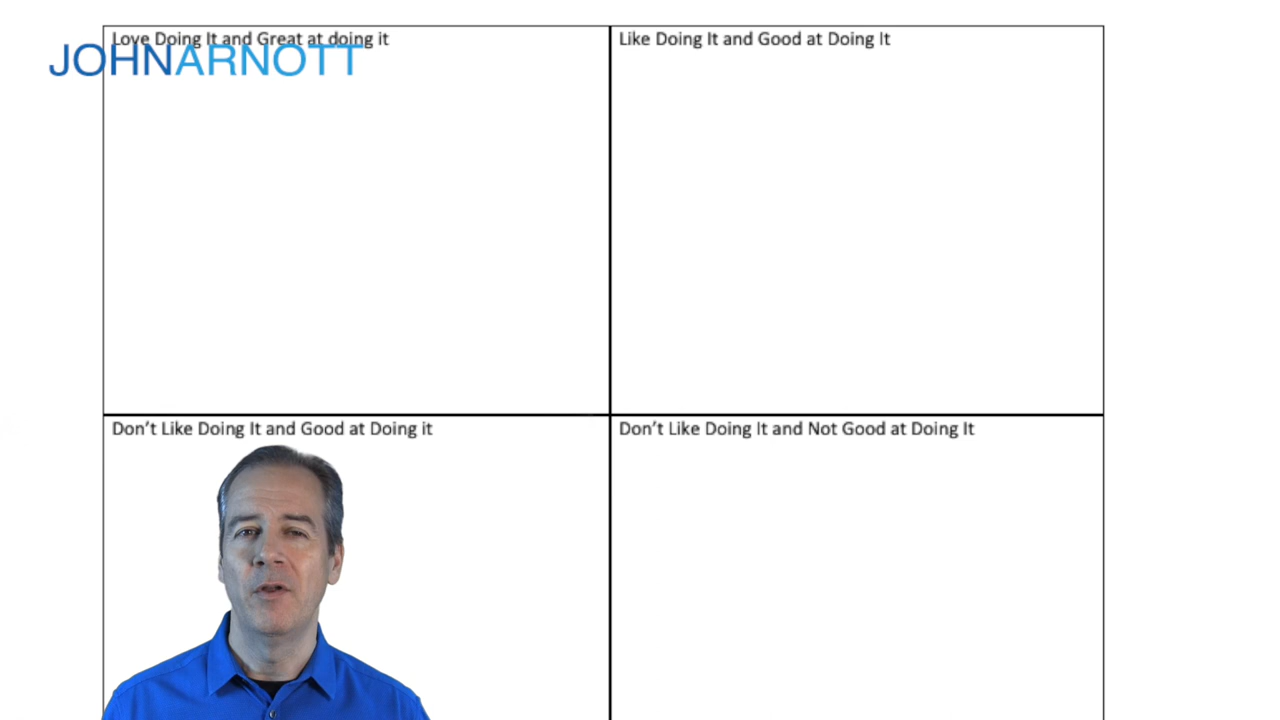 Love Doing It and Great at doing it
JOHNARNOTT
Like Doing It and Good at Doing It
Don't Like Doing It and Good at Doing it
Don't Like Doing It and Not Good at Doing It